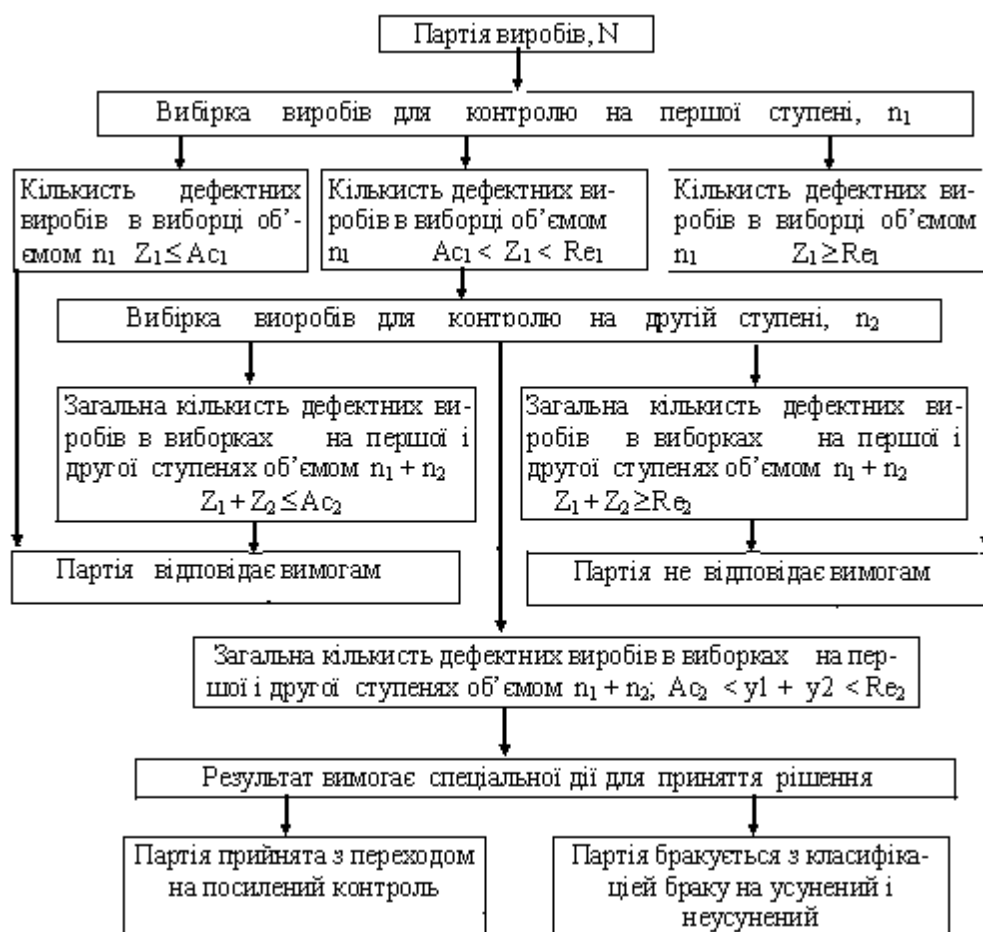 Партія виробів, N
Вибірка виробів для контролю на першої ступені, n₁
Кількисть дефектних
виробів в виборці об’-
ємом n₁ Z₁ ≤ Ac₁
Кількість дефектних ви-
робів в виборці об’ємом
n₁ Ac₁ < Z₁ < Re₁
Кількість дефектних ви-
робів в виборці об’ємом
n₁ Z₁ ≥ Re₁
Вибірка виоробів для контролю на другій ступені, n₂
Загальна кількість дефектних ви-
робів в виборках на першої і
другої ступенях об’ємом n₁ + n₂
Z₁ + Z₂ ≤ Ac₂
Загальна кількість дефектних ви-
робів в виборках на першої і
другої ступенях об’ємом n₁ + n₂
Z₁ + Z₂ ≥ Re₂
Партія відповідає вимогам
Партія не відповідає вимогам
Загальна кількість дефектних виробів в виборках на пер-
шої і другої ступенях об’ємом n₁ + n₂; Ac₂ < y1 + y2 < Re₂
Результат вимогає спеціальної дії для приняття рішення
Партія прийнята з переходом
на посилений контроль
Партія бракується з класифіка-
цієй браку на усунений і
неусунений